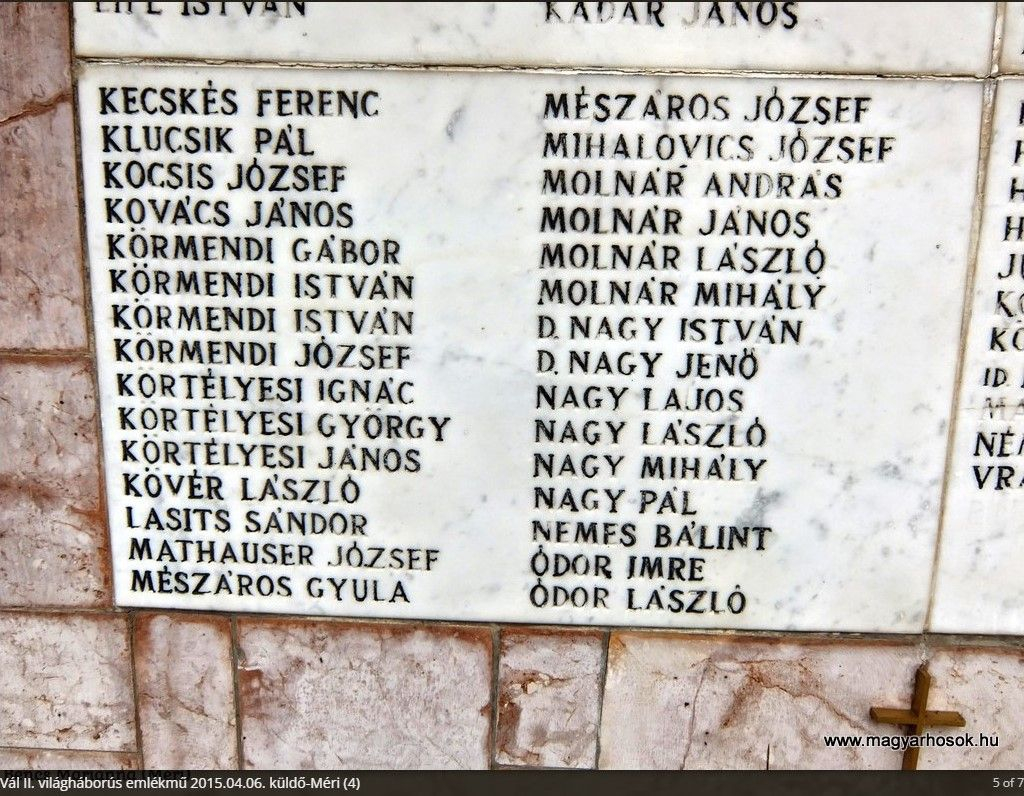 ISTVÁN
KÁDÁR JÁNOS
KECSKÉS FERENC
KLUCSIK PÁL
KOCSIS JÓZSEF
KOVÁCS JÁNOS
KÖRMENDI GÁBOR
KÖRMENDI ISTVÁN
KÖRMENDI ISTVÁN
KÖRMENDI JÓZSEF
KÖRTÉLYESI IGNÁC
KÖRTÉLYESI GYÖRGY
KÖRTÉLYESI JÁNOS
KÖVÉR LÁSZLÓ
LASITS SÁNDOR
MATHAUSER JÓZSEF
MÉSZÁROS GYULA
MÉSZÁROS JÓZSEF
MIHALOVICS JÓZSEF
MOLNÁR ANDRÁS
MOLNÁR JÁNOS
MOLNÁR LÁSZLÓ
MOLNÁR MIHÁLY
D. NAGY ISTVÁN
D. NAGY JENŐ
NAGY LAJOS
NAGY LÁSZLÓ
NAGY MIHÁLY
NAGY PÁL
NEMES BÁLINT
ÓDOR IMRE
ÓDOR LÁSZLÓ
ID.
www.magyarhosok.hu
Vál II. világháborús emlékmű 2015.04.06. küldő-Méri (4)
5 of 7